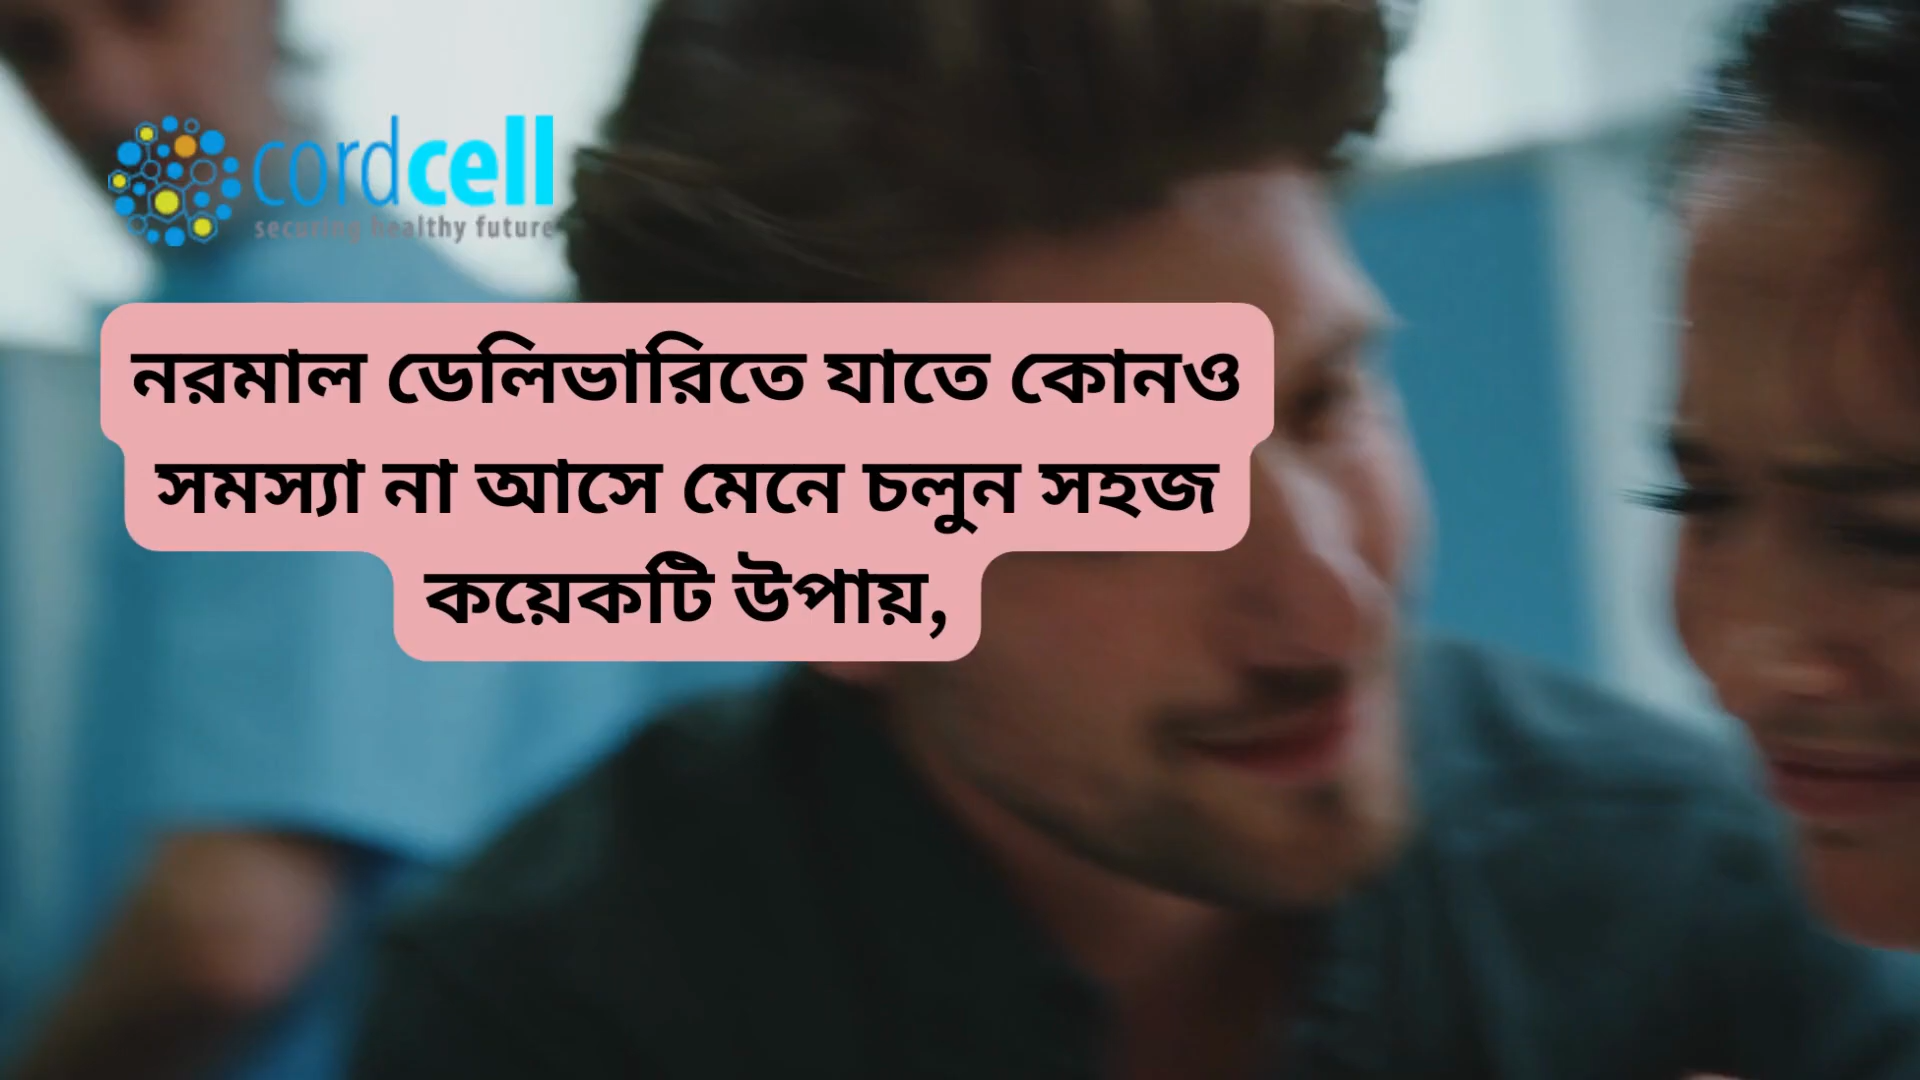 cordcell
securing healthy future
নরমাল ডেলিভারিতে যাতে কোনও
সমস্যা না আসে মেনে চলুন সহজ
কয়েকটি উপায়,